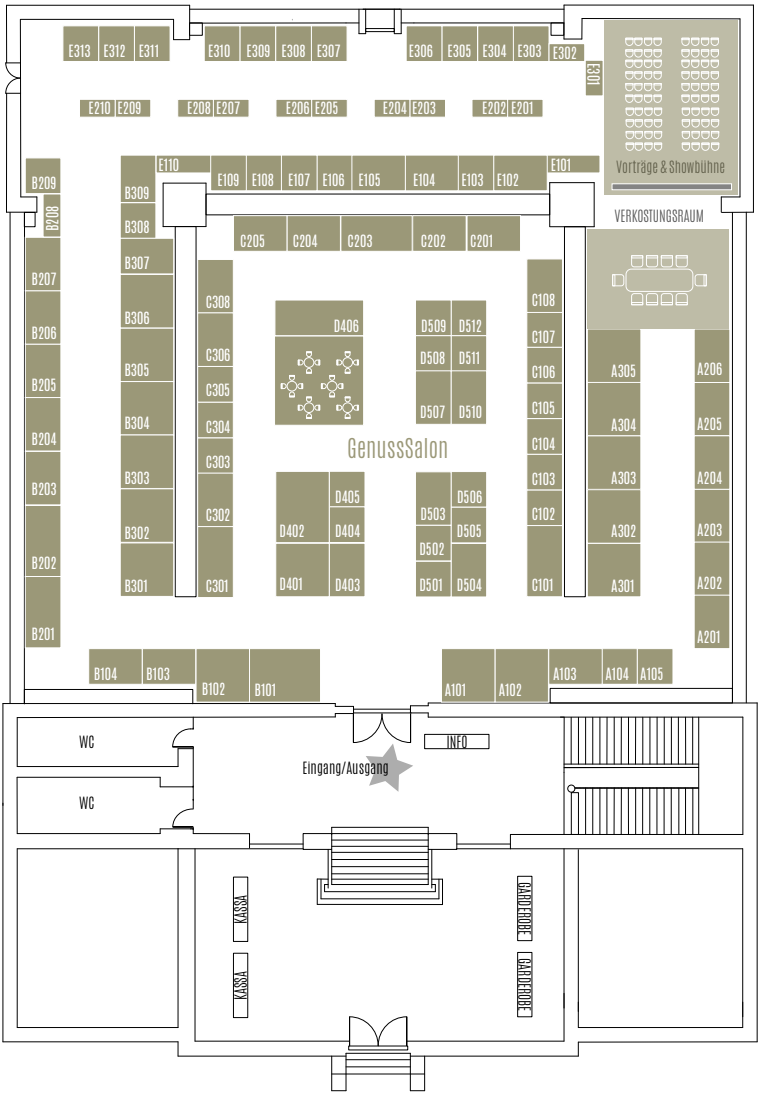 E313 E312 E311 E310 E309 E308 E307 E306 E305 E304 E303 E302
E301
E210 E209 E208 E207 E206 E205 E204 E203 E202 E201
Vorträge & Showbühne
E110 E109 E108 E107 E106 E105 E104 E103 E102 E101
VERKOSTUNGSRAUM
B209
B208
B207
B206
B205
B204
B203
B202
B201
B309
B308
B307
B306
B305
B304
B303
B302
B301
C205 C204 C203 C202 C201
C308
C306
C305
C304
C303
C302
C301
D406
D509 D512
D508 D511
D507 D510
GenussSalon
D405
D402 D404
D401 D403
D503 D506
D502 D505
D501 D504
C108
C107
C106
C105
C104
C103
C102
C101
A305
A304
A303
A302
A301
A206
A205
A204
A203
A202
A201
B104 B103 B102 B101
A101 A102 A103 A104 A105
WC
INFO
Eingang/Ausgang
WC
KASSA
GARDEROBE
KASSA
GARDEROBE